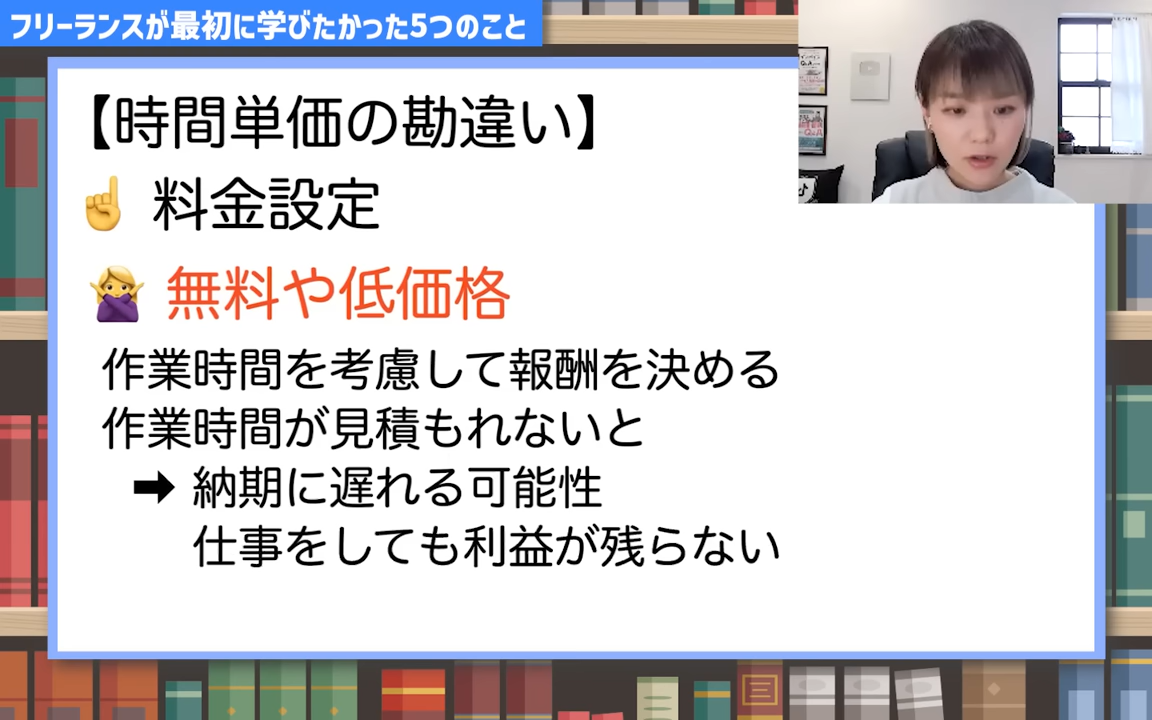 フリーランスが最初に学びたかった5つのこと
【時間単価の勘違い】
☝️ 料金設定
🙅‍♀️ 無料や低価格
作業時間を考慮して報酬を決める
作業時間が見積もれないと
➡ 納期に遅れる可能性
仕事をしても利益が残らない
Q&A
Q&A